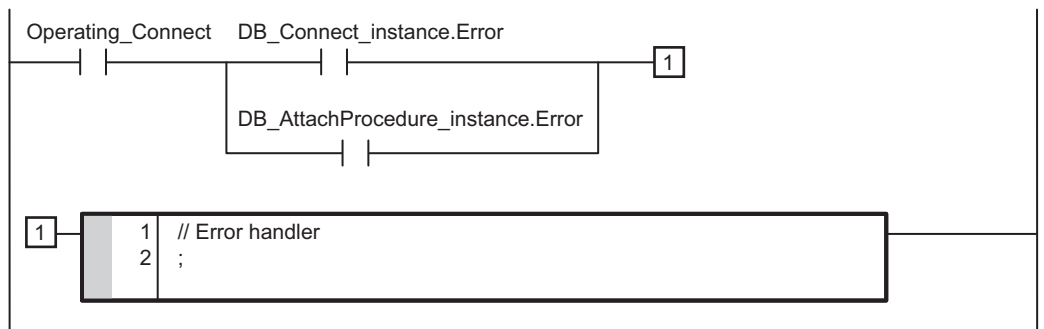 Operating_Connect DB_Connect_instance.Error
1
DB_AttachProcedure_instance.Error
1
1 // Error handler
2 ;